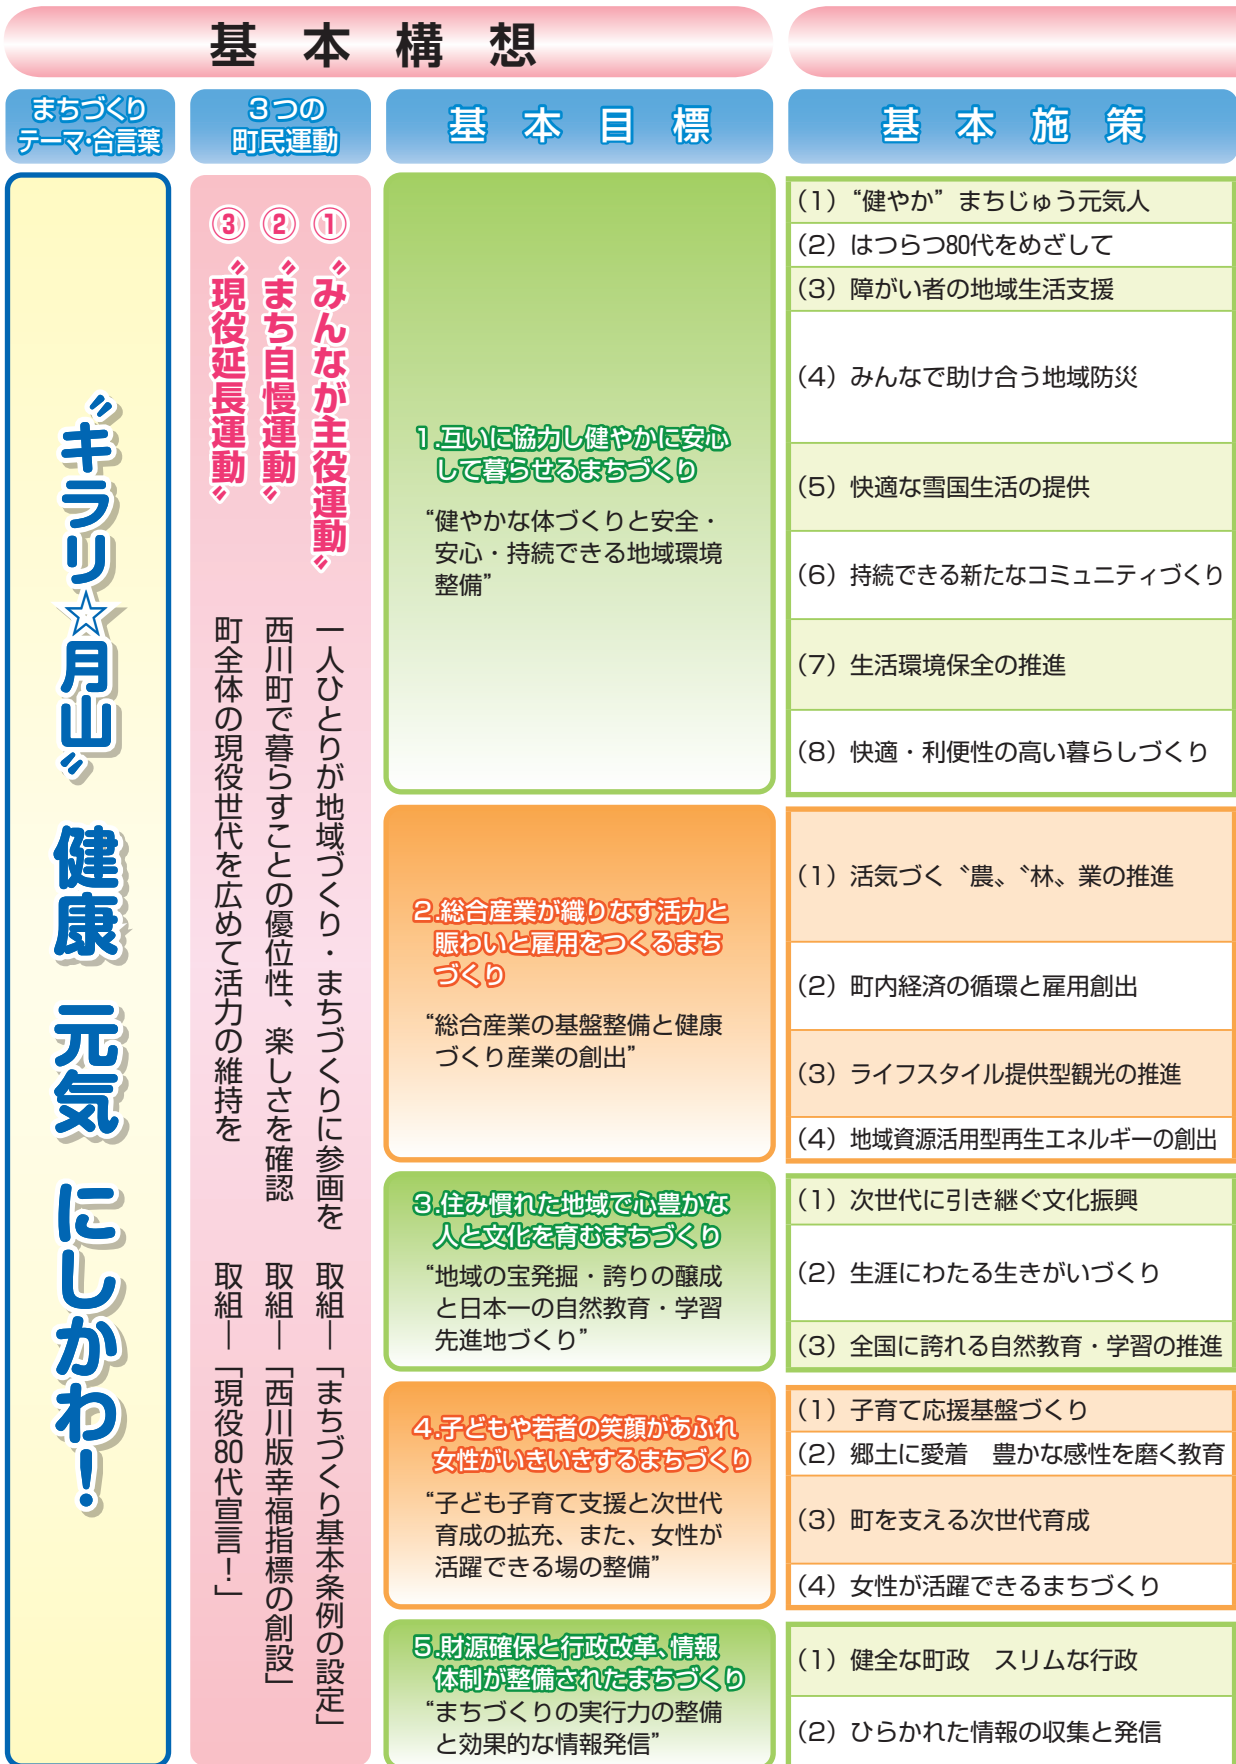 基本構想
まちづくり
テーマ・合言葉
3つの
町民運動
基本目標
基本施策
〝キラリ☆月山〟 健康 元気 にしかわ！
① 〝みんなが主役運動〟 一人ひとりが地域づくり・まちづくりに参画を 取組―「まちづくり基本条例の設定」
② 〝まち自慢運動〟 西川町で暮らすことの優位性、楽しさを確認 取組―「西川版幸福指標の創設」
③ 〝現役延長運動〟 町全体の現役世代を広めて活力の維持を 取組―「現役80代宣言！」
1.互いに協力し健やかに安心
して暮らせるまちづくり
“健やかな体づくりと安全・
安心・持続できる地域環境
整備”
(1) “健やか” まちじゅう元気人
(2) はつらつ80代をめざして
(3) 障がい者の地域生活支援
(4) みんなで助け合う地域防災
(5) 快適な雪国生活の提供
(6) 持続できる新たなコミュニティづくり
(7) 生活環境保全の推進
(8) 快適・利便性の高い暮らしづくり
2.総合産業が織りなす活力と
賑わいと雇用をつくるまち
づくり
“総合産業の基盤整備と健康
づくり産業の創出”
(1) 活気づく〝農〟〝林〟業の推進
(2) 町内経済の循環と雇用創出
(3) ライフスタイル提供型観光の推進
(4) 地域資源活用型再生エネルギーの創出
3.住み慣れた地域で心豊かな
人と文化を育むまちづくり
“地域の宝発掘・誇りの醸成
と日本一の自然教育・学習
先進地づくり”
(1) 次世代に引き継ぐ文化振興
(2) 生涯にわたる生きがいづくり
(3) 全国に誇れる自然教育・学習の推進
4.子どもや若者の笑顔があふれ
女性がいきいきするまちづくり
“子ども子育て支援と次世代
育成の拡充、また、女性が
活躍できる場の整備”
(1) 子育て応援基盤づくり
(2) 郷土に愛着　豊かな感性を磨く教育
(3) 町を支える次世代育成
(4) 女性が活躍できるまちづくり
5.財源確保と行政改革、情報
体制が整備されたまちづくり
“まちづくりの実行力の整備
と効果的な情報発信”
(1) 健全な町政　スリムな行政
(2) ひらかれた情報の収集と発信